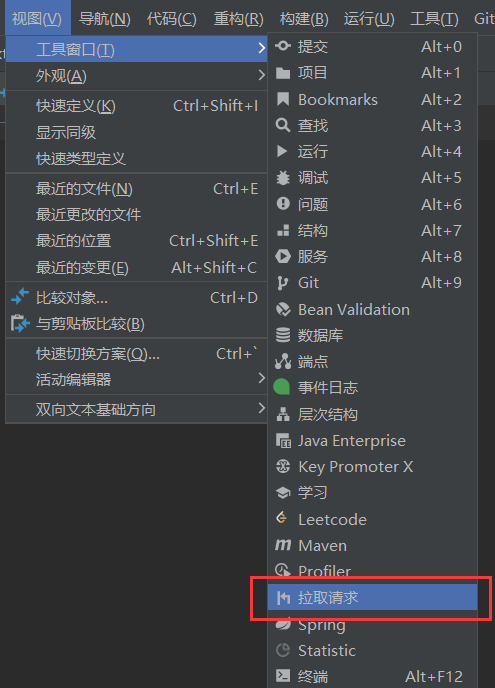 视图(V) 导航(N) 代码(C) 重构(R) 构建(B) 运行(U) 工具(T) Git
工具窗口(T)
外观(A)
快速定义(K) Ctrl+Shift+I
显示同级
快速类型定义
最近的文件(N) Ctrl+E
最近更改的文件
最近的位置 Ctrl+Shift+E
最近的变更(E) Alt+Shift+C
比较对象... Ctrl+D
与剪贴板比较(B)
快速切换方案(Q)... Ctrl+`
活动编辑器
双向文本基础方向
提交 Alt+0
项目 Alt+1
Bookmarks Alt+2
查找 Alt+3
运行 Alt+4
调试 Alt+5
问题 Alt+6
结构 Alt+7
服务 Alt+8
Git Alt+9
Bean Validation
数据库
端点
事件日志
层次结构
Java Enterprise
Key Promoter X
学习
Leetcode
Maven
Profiler
拉取请求
Spring
Statistic
终端 Alt+F12